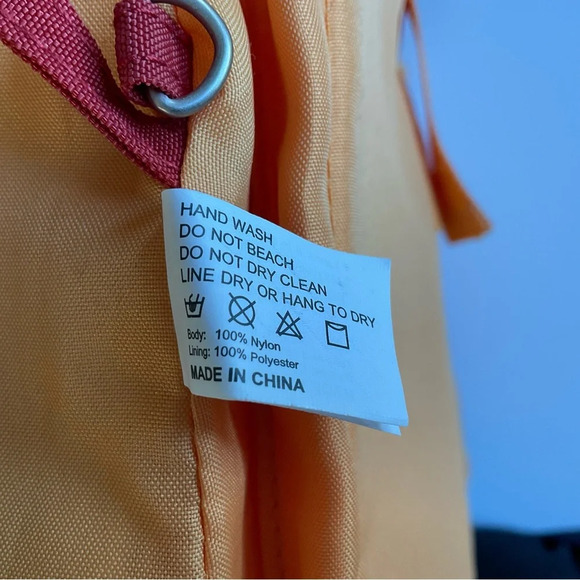 HAND WASH
DO NOT BEACH
DO NOT DRY CLEAN
LINE DRY OR HANG TO DRY
Body: 100% Nylon
Lining: 100% Polyester
MADE IN CHINA